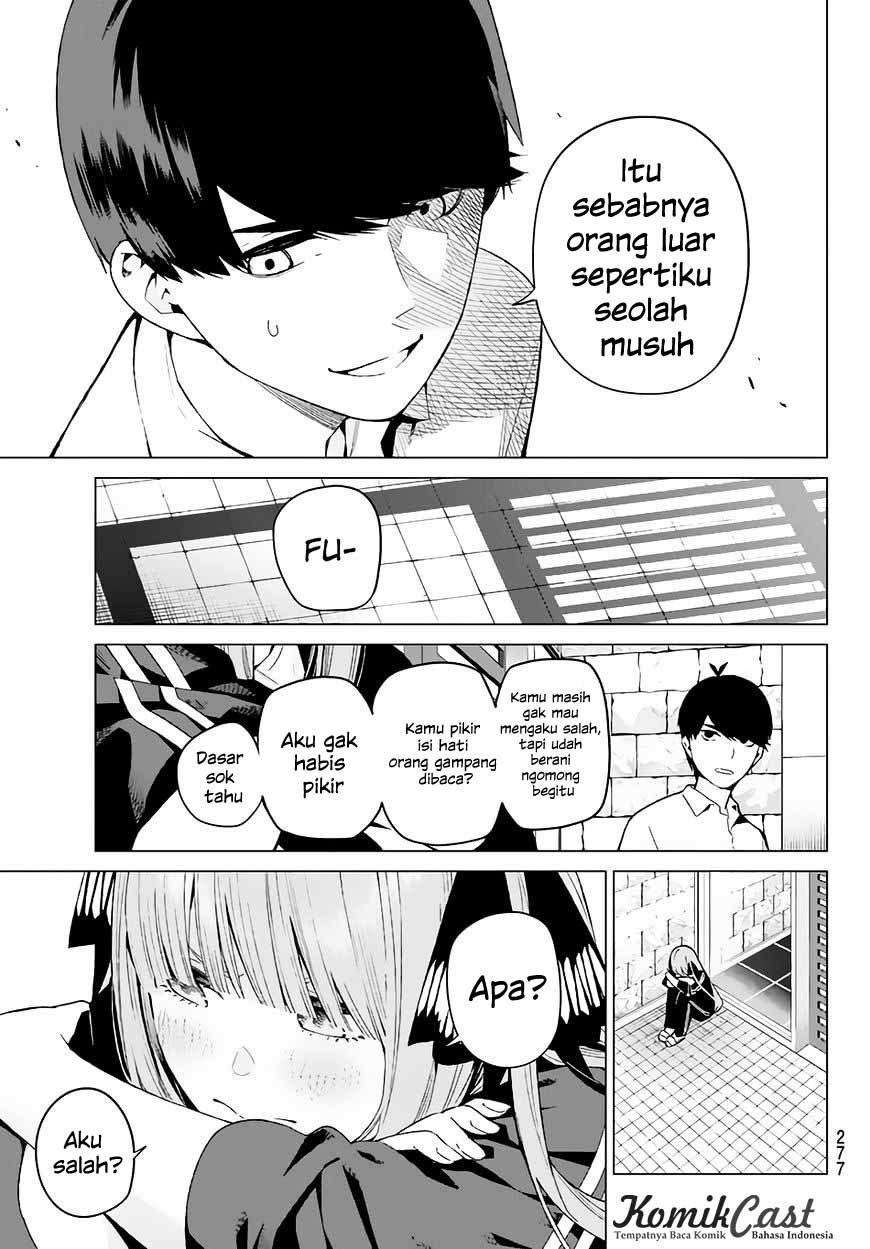 Itu
sebabnya
orang luar
sepertiku
seolah
musuh
FU-
Kamu masih
gak mau
mengaku salah,
tapi udah
berani
ngomong
begitu
Kamu pikir
isi hati
orang gampang
dibaca?
Aku gak
habis
pikir
Dasar
sok
tahu
Apa?
Aku
salah?
277
KomikCast
Tempatnya Baca Komik Bahasa Indonesia